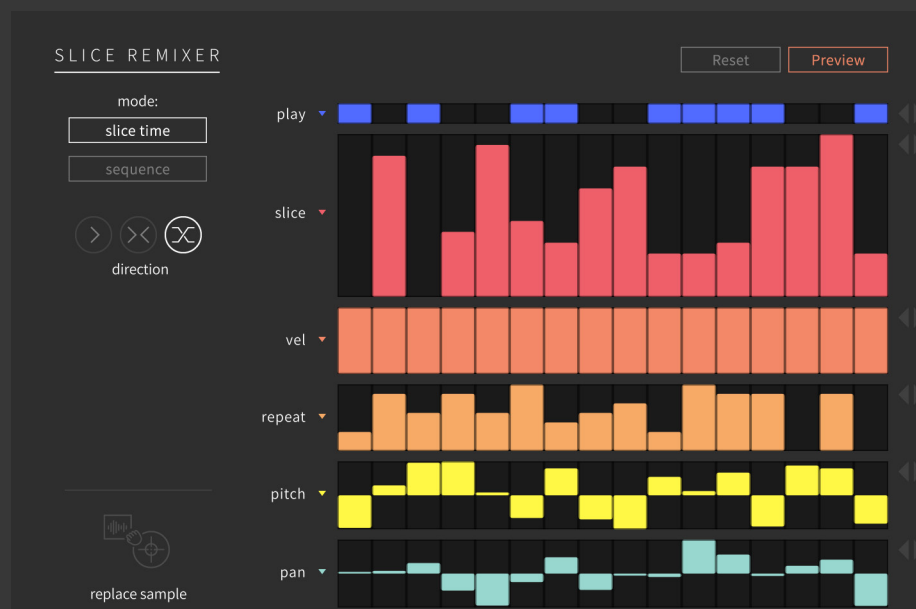 SLICE REMIXER
Reset
Preview
mode:
slice time
sequence
direction
play
slice
vel
repeat
pitch
pan
replace sample